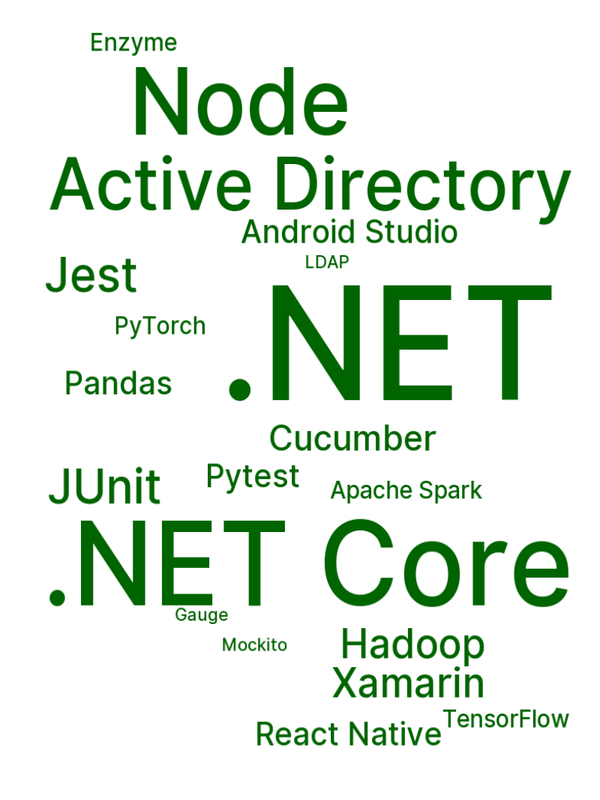 Enzyme
Node
Active Directory
Android Studio
LDAP
Jest
.NET
PyTorch
Pandas
Cucumber
Pytest
JUnit
Apache Spark
.NET Core
Gauge
Mockito
Hadoop
Xamarin
TensorFlow
React Native